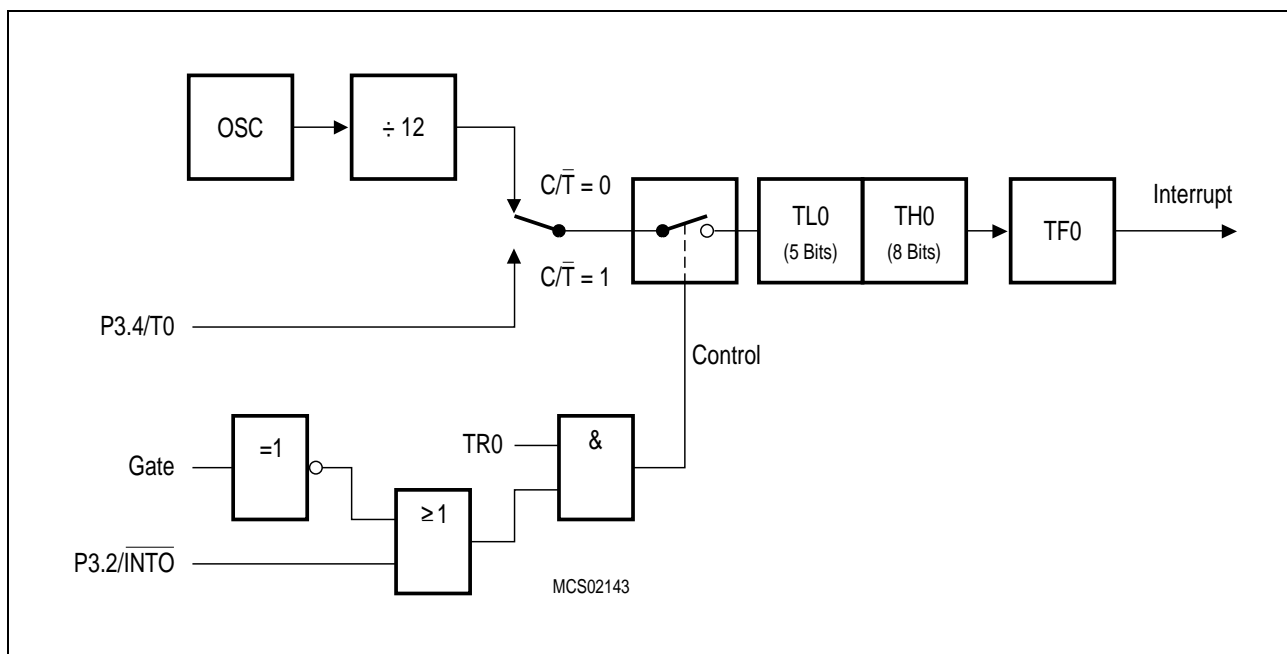 OSC
÷ 12
C/T̅ = 0
C/T̅ = 1
TL0
(5 Bits)
TH0
(8 Bits)
TF0
Interrupt
P3.4/T0
Control
Gate
=1
TR0
&
≥ 1
P3.2/I̅N̅T̅O̅
MCS02143